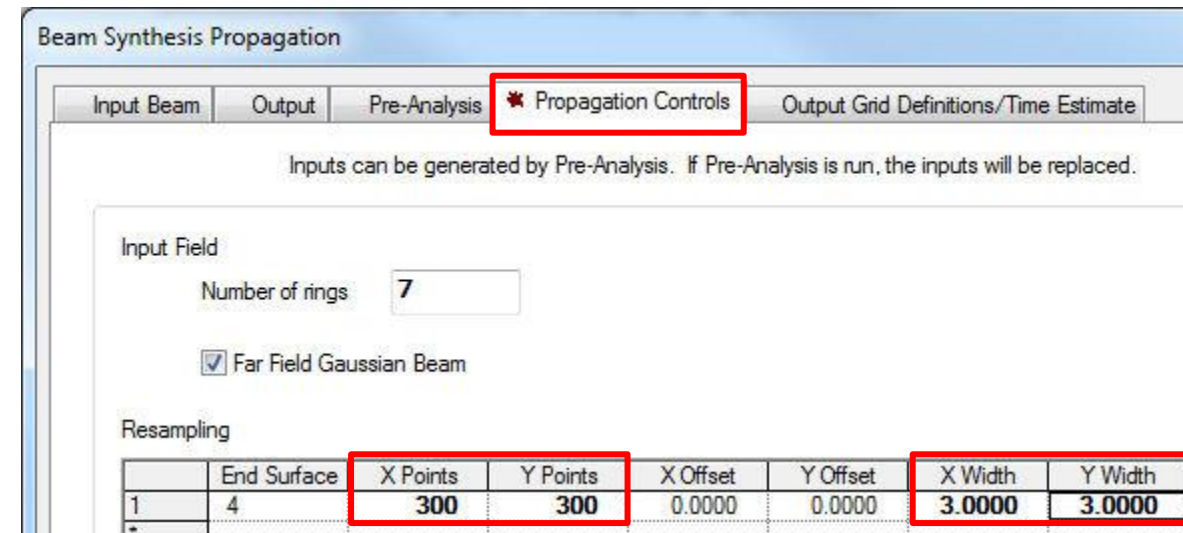 Beam Synthesis Propagation
Input Beam Output Pre-Analysis Propagation Controls Output Grid Definitions/Time Estimate
Inputs can be generated by Pre-Analysis. If Pre-Analysis is run, the inputs will be replaced.
Input Field
Number of rings 7
Far Field Gaussian Beam
Resampling
End Surface X Points Y Points X Offset Y Offset X Width Y Width
1 4 300 300 0.0000 0.0000 3.0000 3.0000
*